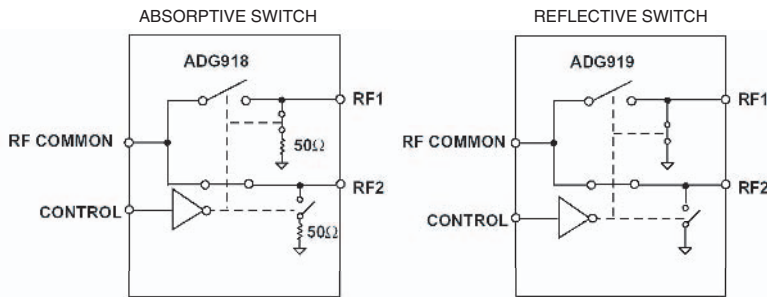 ABSORPTIVE SWITCH
ADG918
RF1
50Ω
RF COMMON
RF2
CONTROL
50Ω
REFLECTIVE SWITCH
ADG919
RF1
RF COMMON
RF2
CONTROL